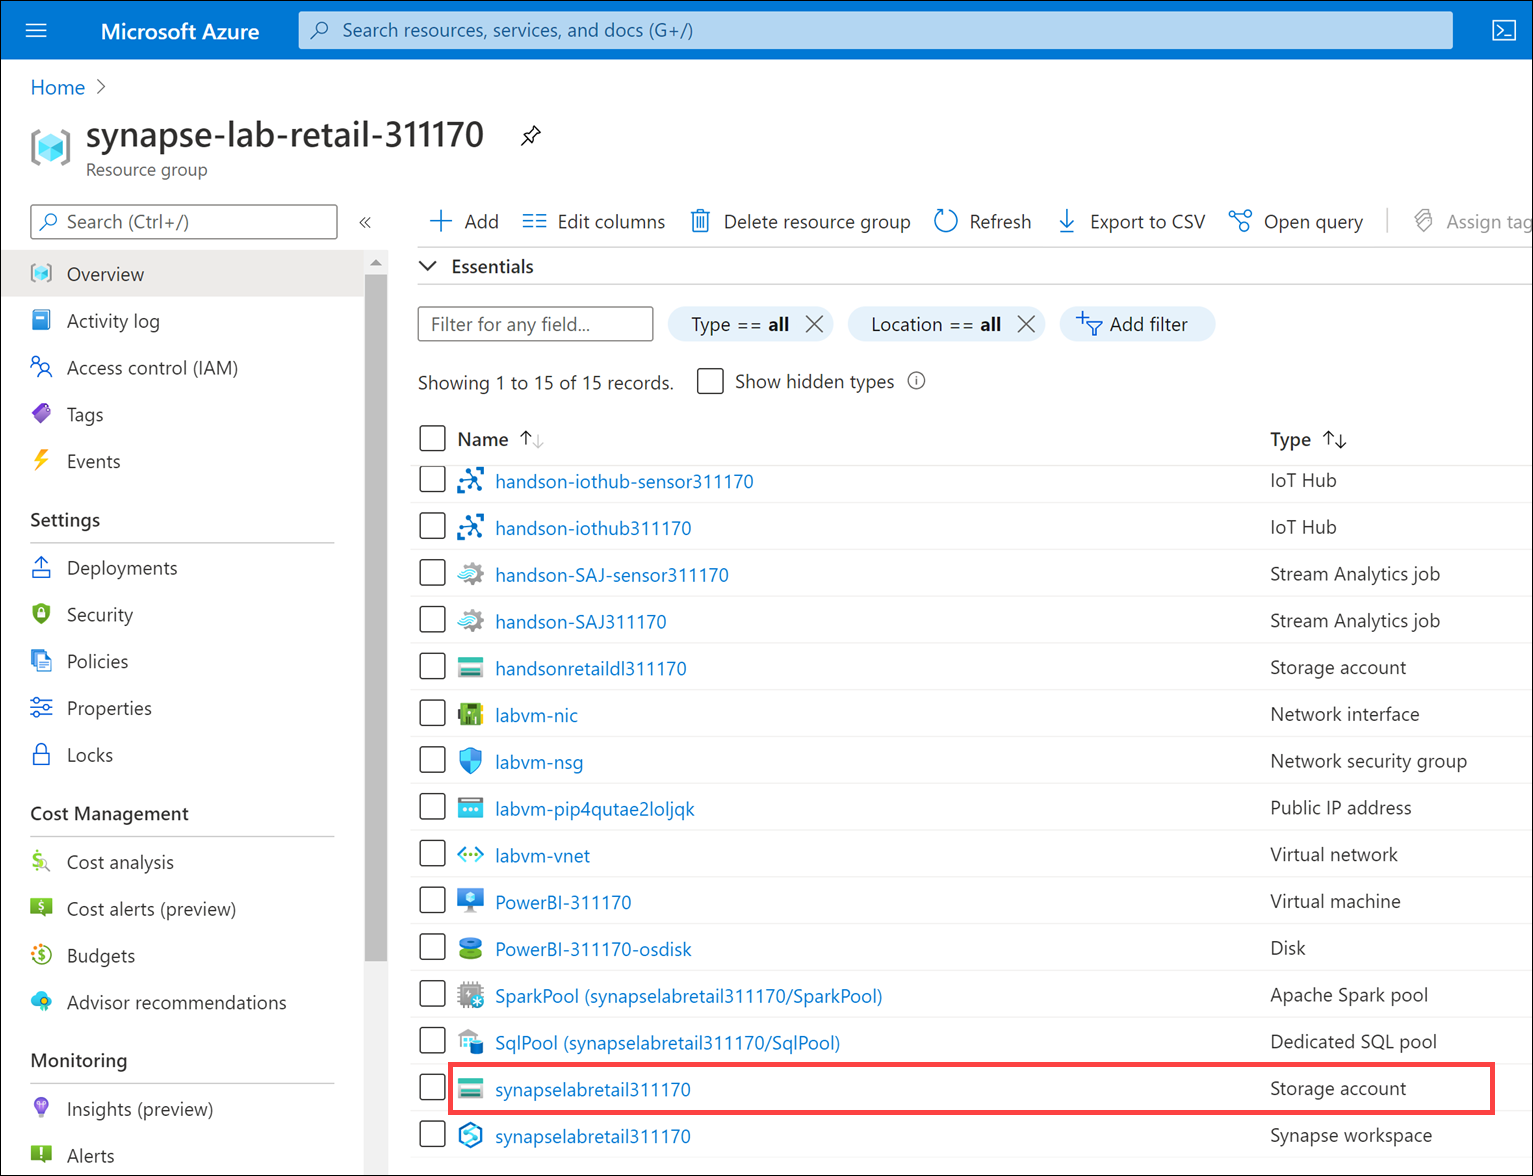 Microsoft Azure
Search resources, services, and docs (G+/)
Home
synapse-lab-retail-311170
Resource group
Search (Ctrl+/)
Overview
Activity log
Access control (IAM)
Tags
Events
Settings
Deployments
Security
Policies
Properties
Locks
Cost Management
Cost analysis
Cost alerts (preview)
Budgets
Advisor recommendations
Monitoring
Insights (preview)
Alerts
Add Edit columns Delete resource group Refresh Export to CSV Open query Assign tag
Essentials
Filter for any field... Type == all Location == all Add filter
Showing 1 to 15 of 15 records. Show hidden types
Name Type
handson-iothub-sensor311170 IoT Hub
handson-iothub311170 IoT Hub
handson-SAJ-sensor311170 Stream Analytics job
handson-SAJ311170 Stream Analytics job
handsonretaildl311170 Storage account
labvm-nic Network interface
labvm-nsg Network security group
labvm-pip4qutae2loljqk Public IP address
labvm-vnet Virtual network
PowerBI-311170 Virtual machine
PowerBI-311170-osdisk Disk
SparkPool (synapselabretail311170/SparkPool) Apache Spark pool
SqlPool (synapselabretail311170/SqlPool) Dedicated SQL pool
synapselabretail311170 Storage account
synapselabretail311170 Synapse workspace